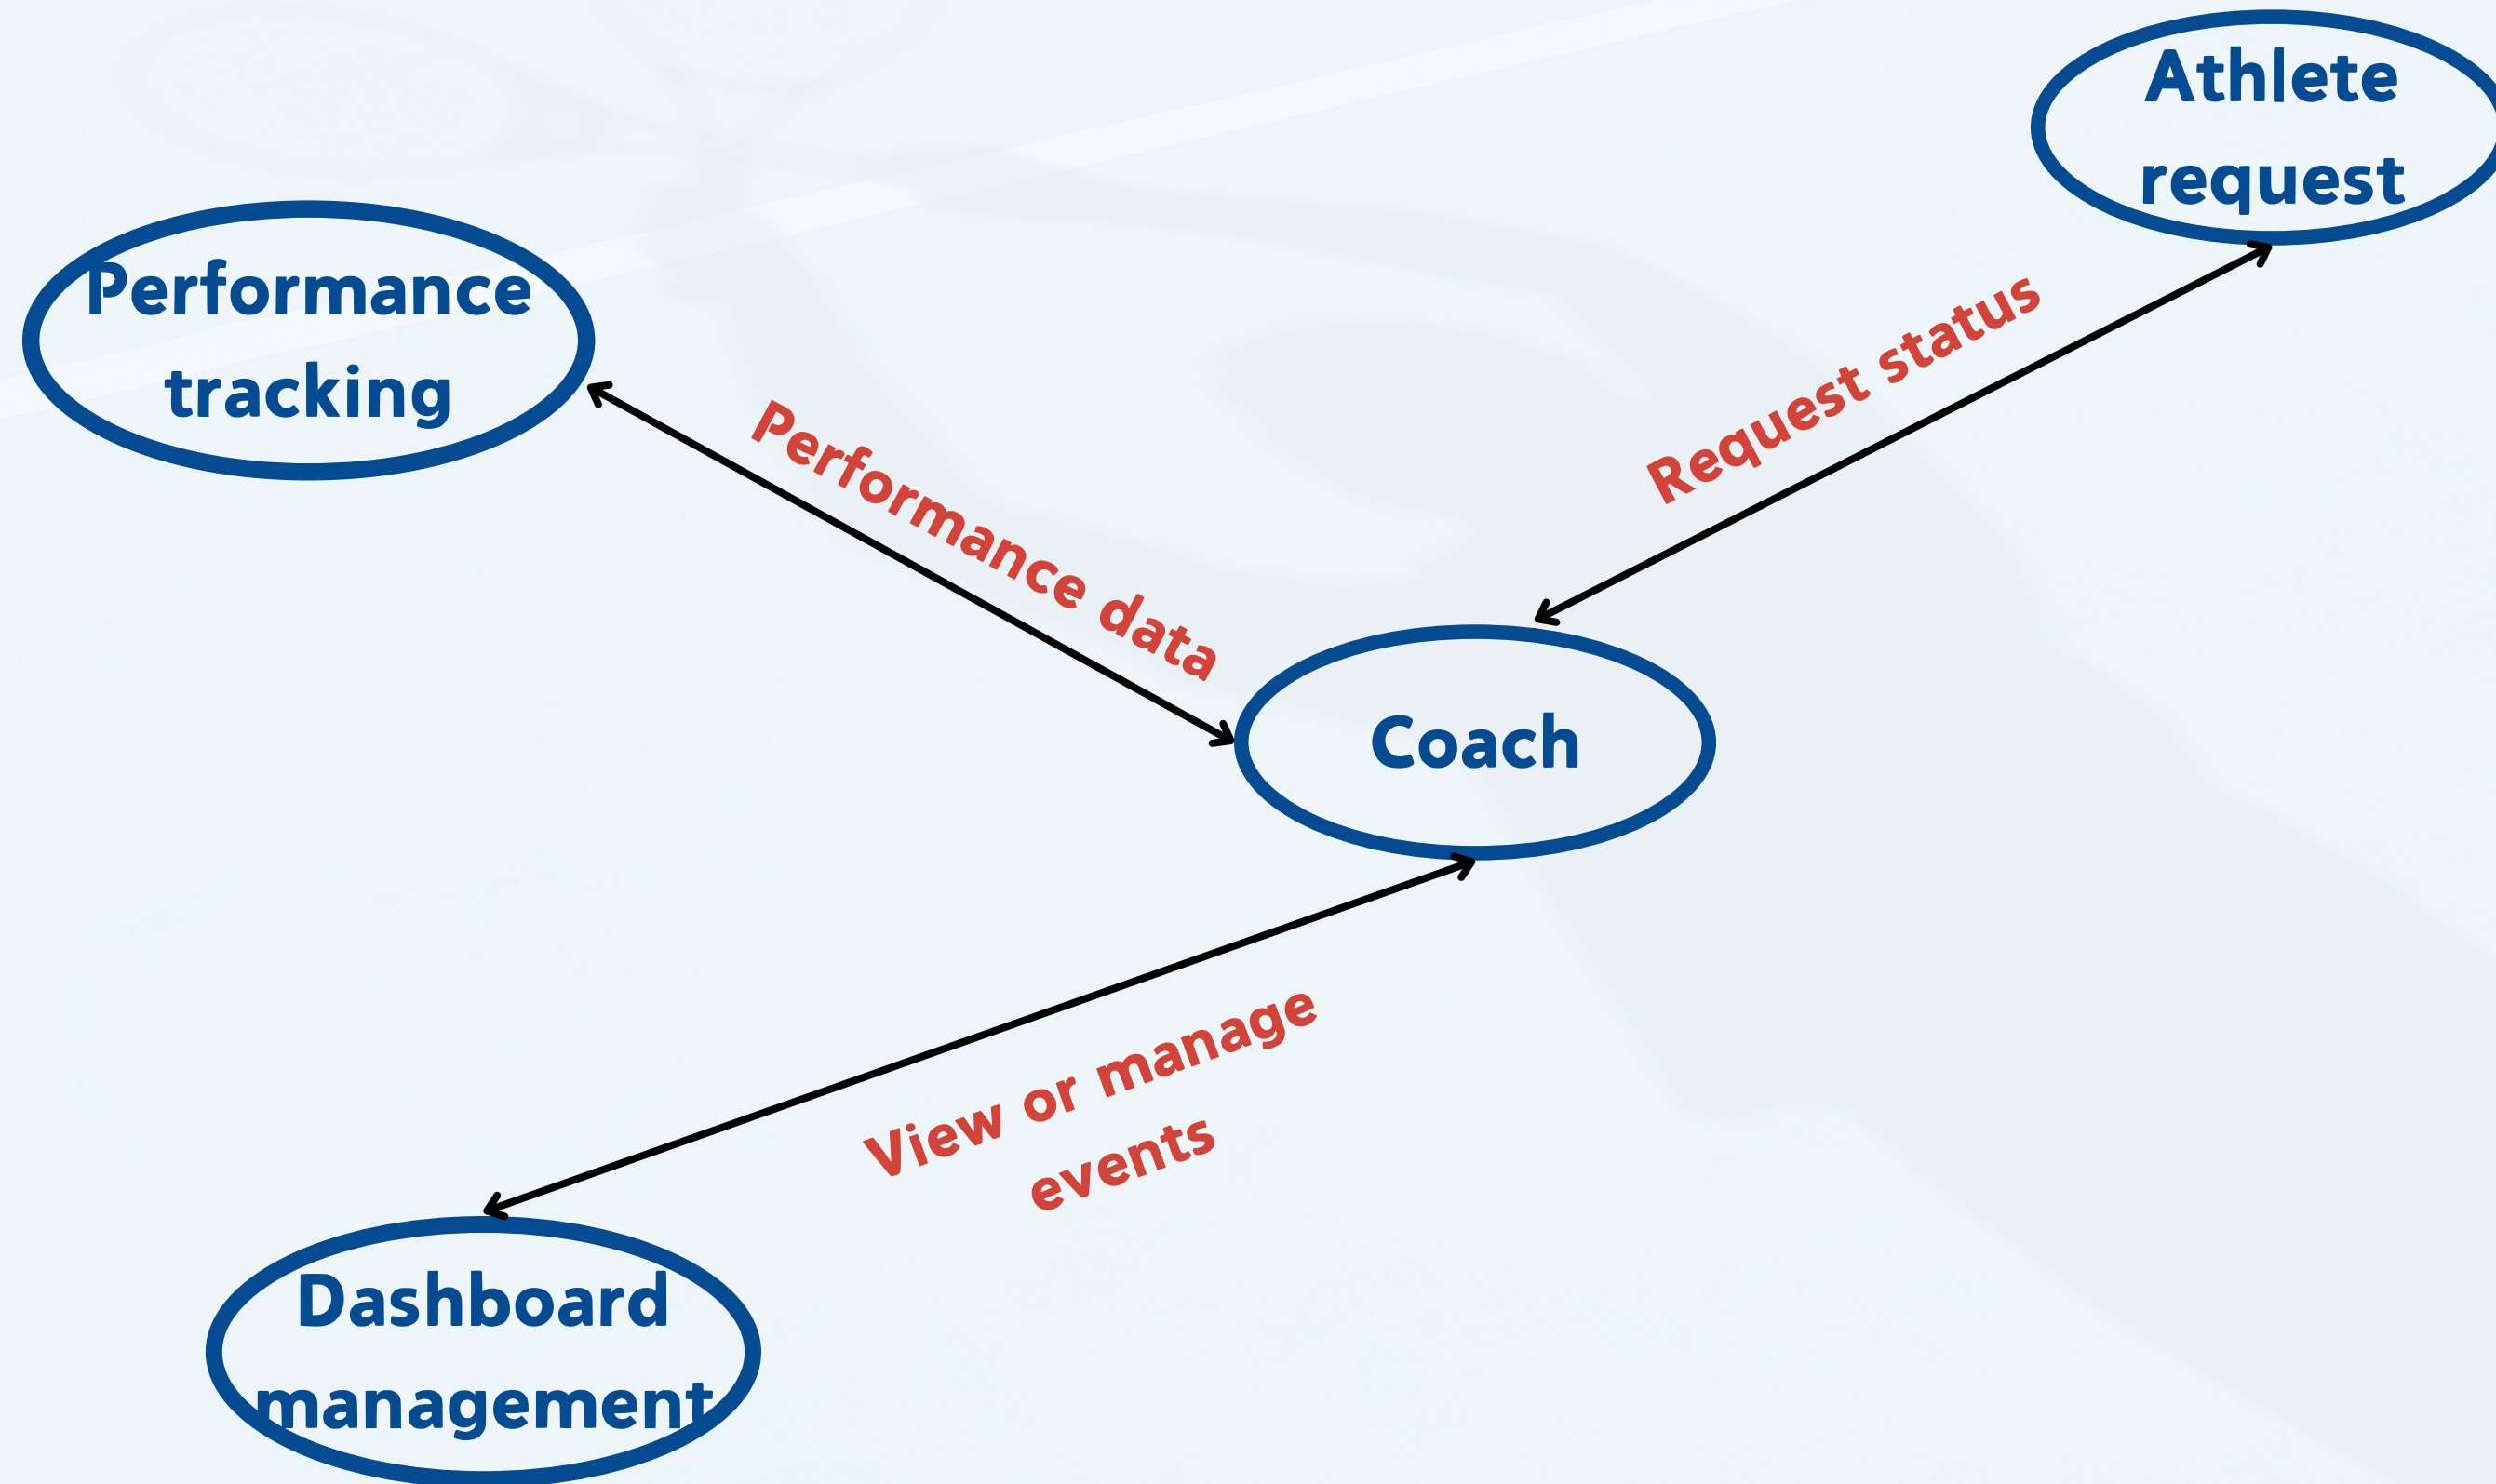 Athlete
request
Performance
tracking
Request status
Performance data
Coach
View or manage
events
Dashboard
management